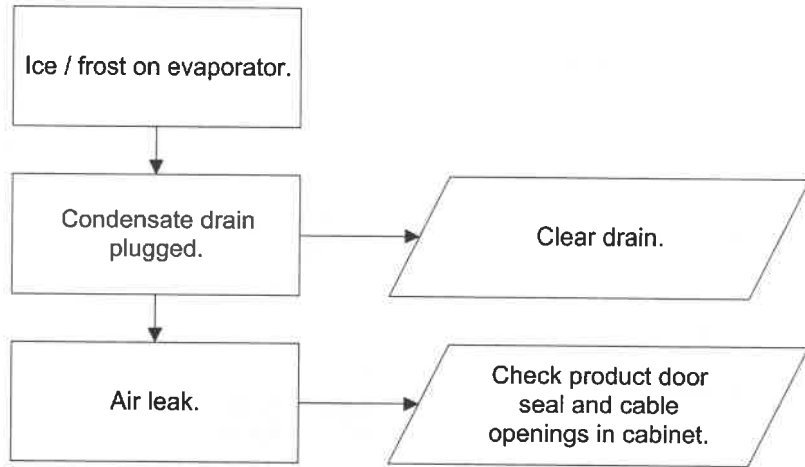 Ice / frost on evaporator.
Condensate drain
plugged.
Clear drain.
Air leak.
Check product door
seal and cable
openings in cabinet.